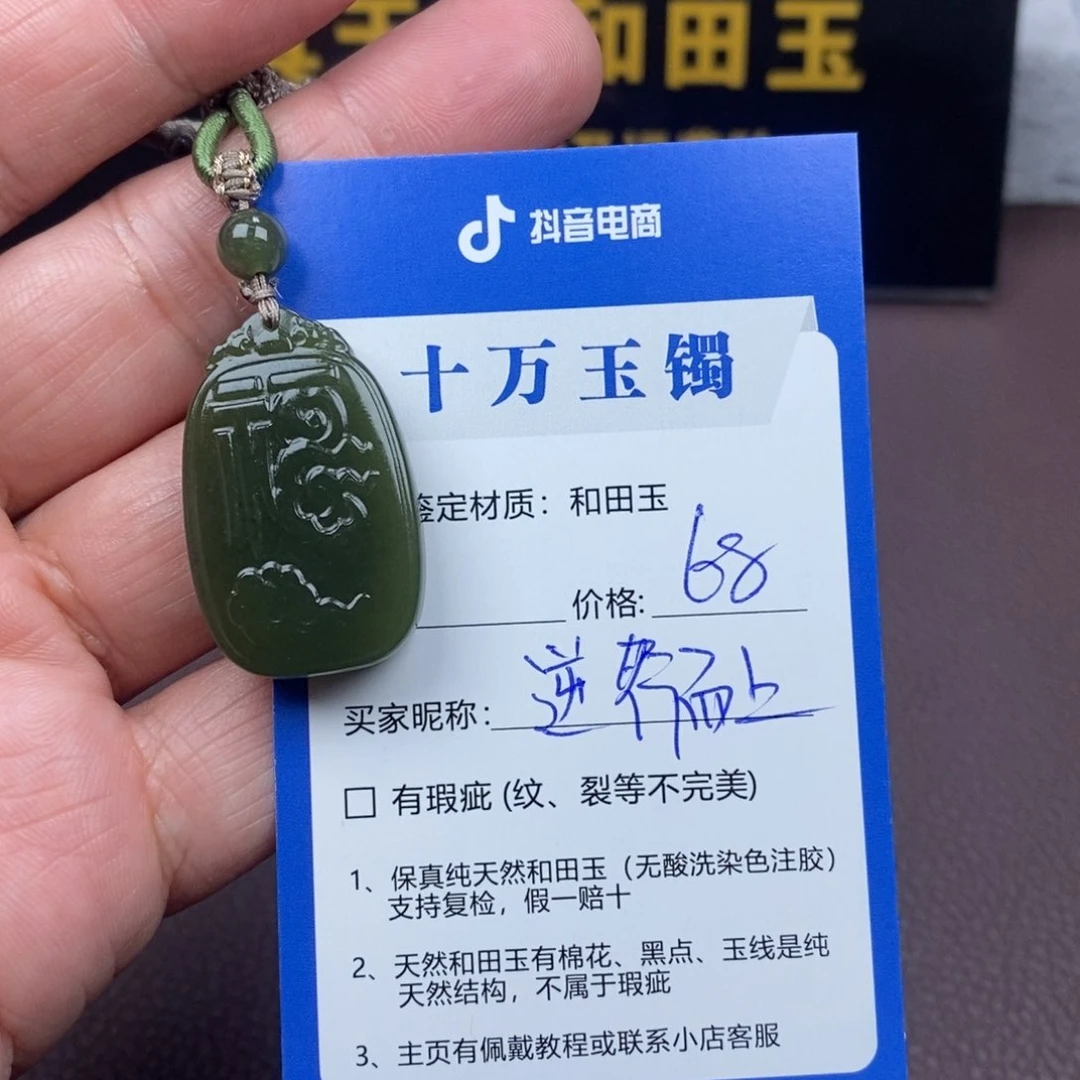 和田玉
抖音电商
十万玉镯
鉴定材质：和田玉
价格: 68
买家昵称： 逆行而上
有瑕疵 (纹、裂等不完美)
1、保真纯天然和田玉（无酸洗染色注胶）
支持复检，假一赔十
2、天然和田玉有棉花、黑点、玉线是纯
天然结构，不属于瑕疵
3、主页有佩戴教程或联系小店客服